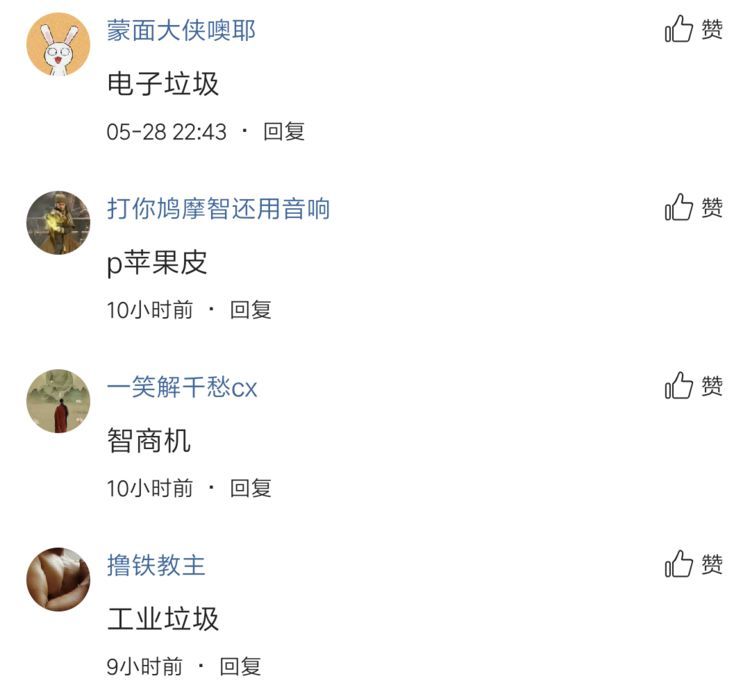 蒙面大侠噢耶 赞
电子垃圾
05-28 22:43 · 回复
打你鸠摩智还用音响 赞
p苹果皮
10小时前 · 回复
一笑解千愁cx 赞
智商机
10小时前 · 回复
撸铁教主 赞
工业垃圾
9小时前 · 回复